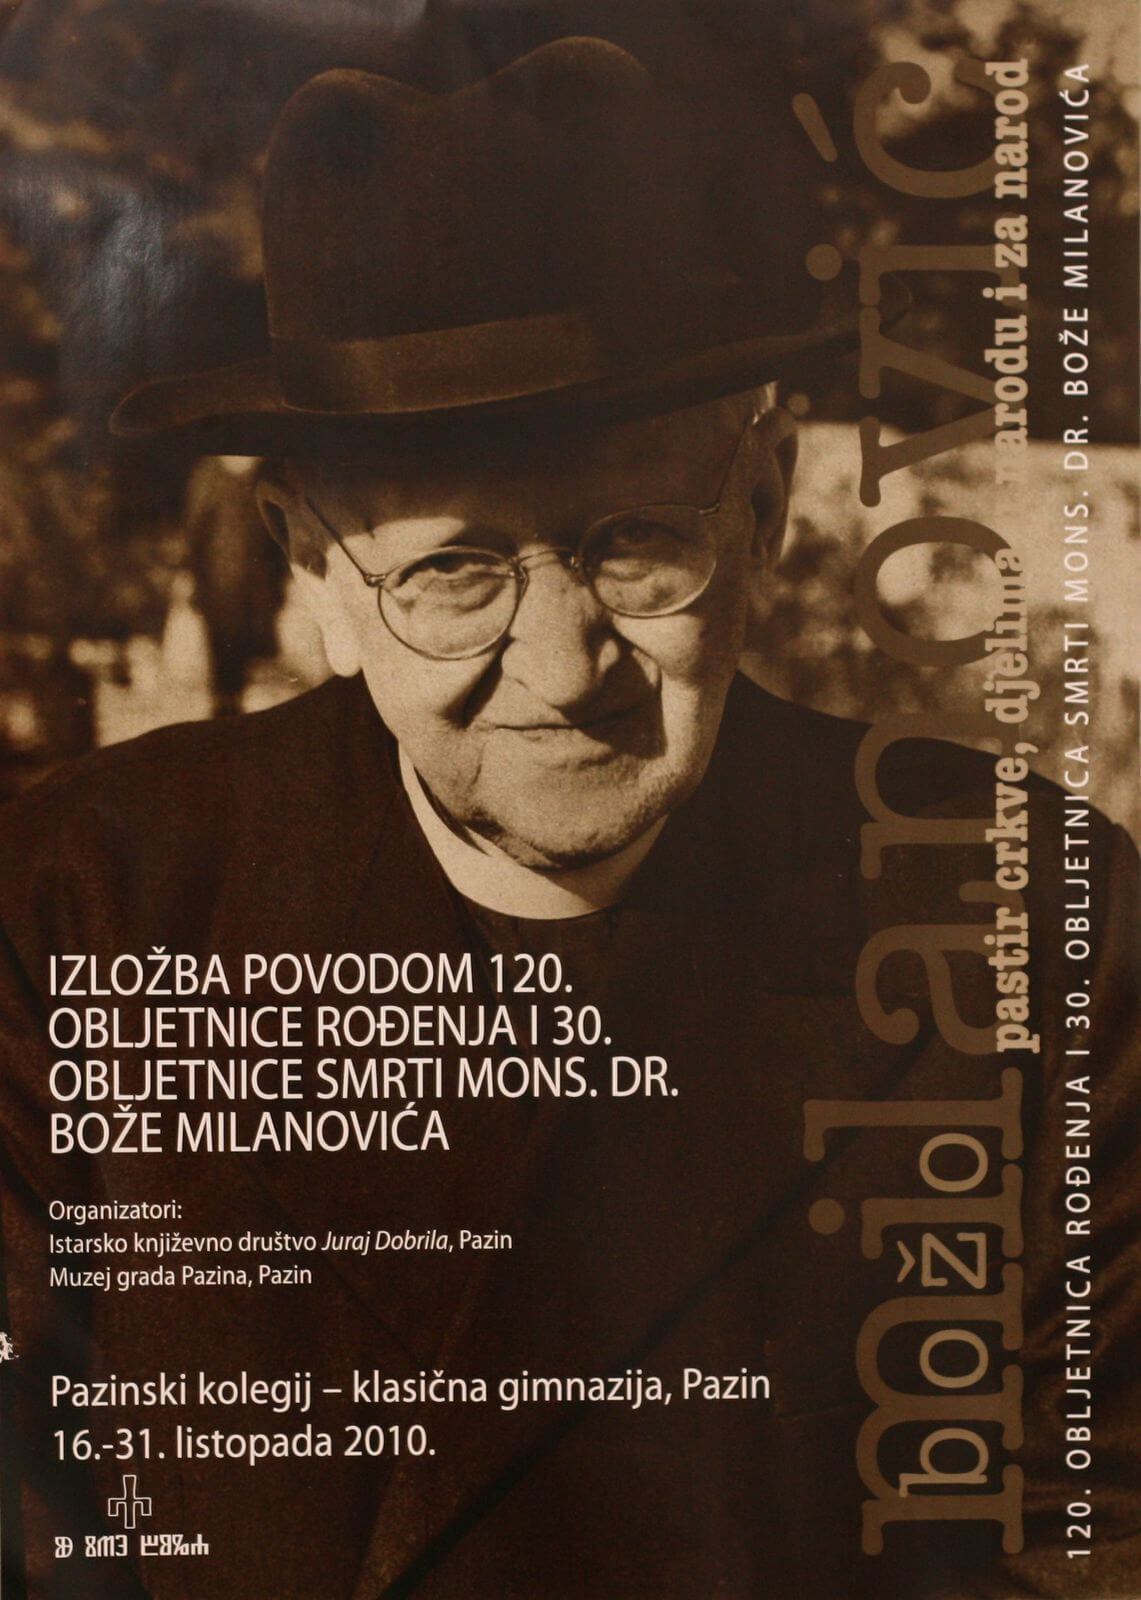 IZLOŽBA POVODOM 120.
OBLJETNICE ROĐENJA I 30.
OBLJETNICE SMRTI MONS. DR.
BOŽE MILANOVIĆA
Organizatori:
Istarsko književno društvo Juraj Dobrila, Pazin
Muzej grada Pazina, Pazin
Pazinski kolegij – klasična gimnazija, Pazin
16.-31. listopada 2010.
milanović
božo
pastir crkve, djelima narodu i za narod
120. OBLJETNICA ROĐENJA I 30. OBLJETNICA SMRTI MONS. DR. BOŽE MILANOVIĆA